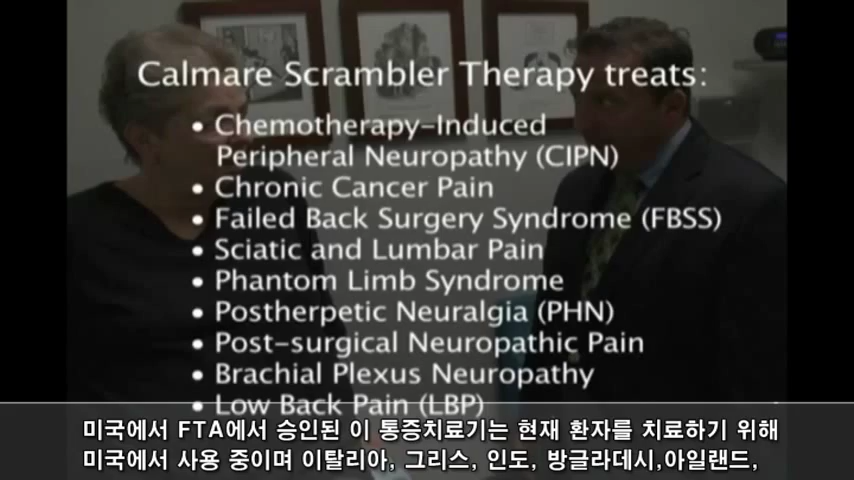 Calmare Scrambler Therapy treats:
• Chemotherapy-Induced
Peripheral Neuropathy (CIPN)
• Chronic Cancer Pain
• Failed Back Surgery Syndrome (FBSS)
• Sciatic and Lumbar Pain
• Phantom Limb Syndrome
• Postherpetic Neuralgia (PHN)
• Post-surgical Neuropathic Pain
• Brachial Plexus Neuropathy
• Low Back Pain (LBP)
미국에서 FTA에서 승인된 이 통증치료기는 현재 환자를 치료하기 위해
미국에서 사용 중이며 이탈리아, 그리스, 인도, 방글라데시,아일랜드,